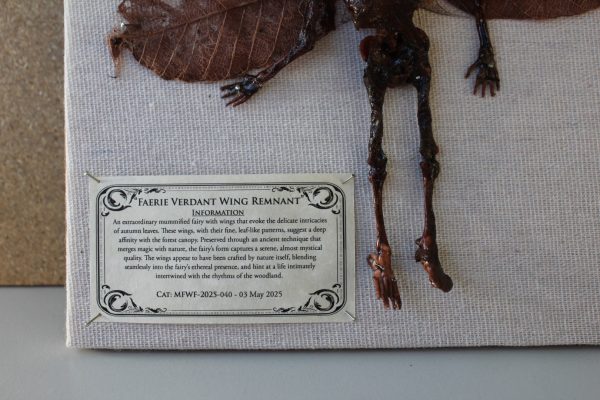 "Faerie Verdant Wing Remnant"
Information
An extraordinary mummified fairy with wings that evoke the delicate intricacies
of autumn leaves. These wings, with their fine, leaf-like patterns, suggest a deep
affinity with the forest canopy. Preserved through an ancient technique that
merges magic with nature, the fairy's form captures a serene, almost mystical
quality. The wings appear to have been crafted by nature itself, blending
seamlessly into the fairy's ethereal presence, and hint at a life intimately
intertwined with the rhythms of the woodland.
Cat: MFWF-2025-040 - 03 May 2025